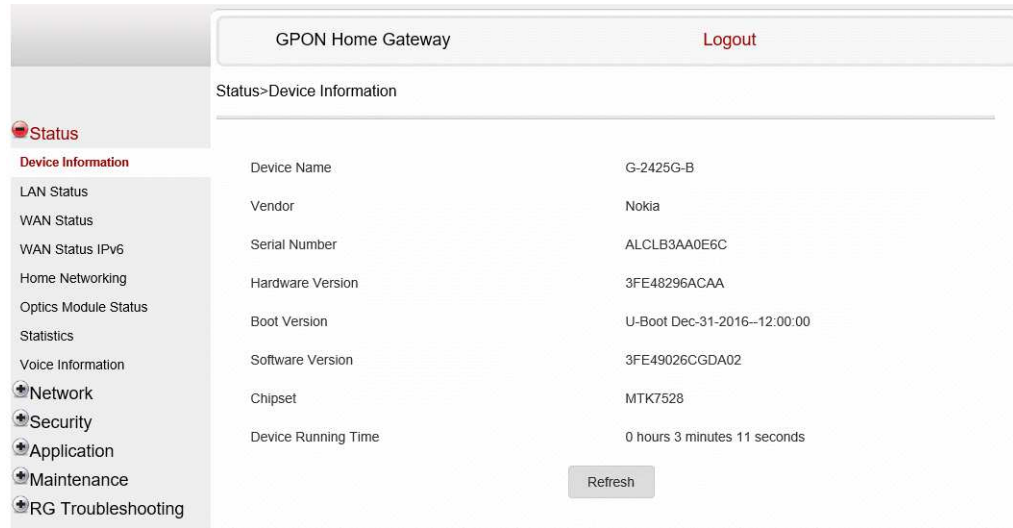 GPON Home Gateway Logout
Status>Device Information
Status
Device Information
LAN Status
WAN Status
WAN Status IPv6
Home Networking
Optics Module Status
Statistics
Voice Information
Network
Security
Application
Maintenance
RG Troubleshooting
Device Name G-2425G-B
Vendor Nokia
Serial Number ALCLB3AA0E6C
Hardware Version 3FE48296ACAA
Boot Version U-Boot Dec-31-2016--12:00:00
Software Version 3FE49026CGDA02
Chipset MTK7528
Device Running Time 0 hours 3 minutes 11 seconds
Refresh